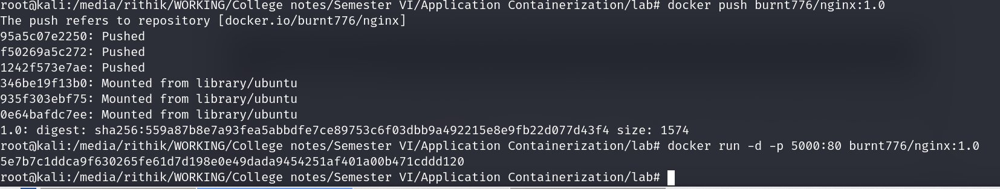 root@kali:/media/rithik/WORKING/College notes/Semester VI/Application Containerization/lab# docker push burnt776/nginx:1.0
The push refers to repository [docker.io/burnt776/nginx]
95a5c07e2250: Pushed
f50269a5c272: Pushed
1242f573e7ae: Pushed
346be19f13b0: Mounted from library/ubuntu
935f303ebf75: Mounted from library/ubuntu
0e64bafdc7ee: Mounted from library/ubuntu
1.0: digest: sha256:559a87b8e7a93fea5abbdfe7ce89753c6f03dbb9a492215e8e9fb22d077d43f4 size: 1574
root@kali:/media/rithik/WORKING/College notes/Semester VI/Application Containerization/lab# docker run -d -p 5000:80 burnt776/nginx:1.0
5e7b7c1ddca9f630265fe61d7d198e0e49dada9454251af401a00b471cddd120
root@kali:/media/rithik/WORKING/College notes/Semester VI/Application Containerization/lab#